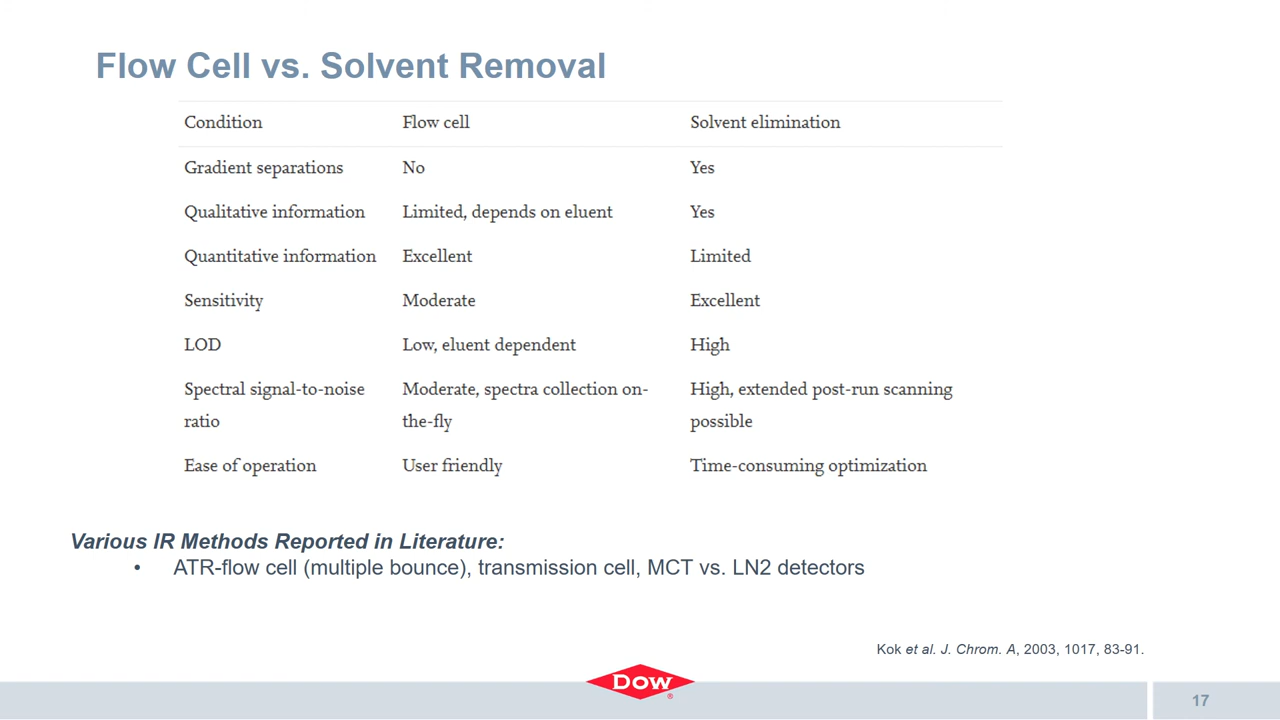 Flow Cell vs. Solvent Removal
Condition Flow cell Solvent elimination
Gradient separations No Yes
Qualitative information Limited, depends on eluent Yes
Quantitative information Excellent Limited
Sensitivity Moderate Excellent
LOD Low, eluent dependent High
Spectral signal-to-noise Moderate, spectra collection on- High, extended post-run scanning
ratio the-fly possible
Ease of operation User friendly Time-consuming optimization
Various IR Methods Reported in Literature:
• ATR-flow cell (multiple bounce), transmission cell, MCT vs. LN2 detectors
Kok et al. J. Chrom. A, 2003, 1017, 83-91.
Dow®
17